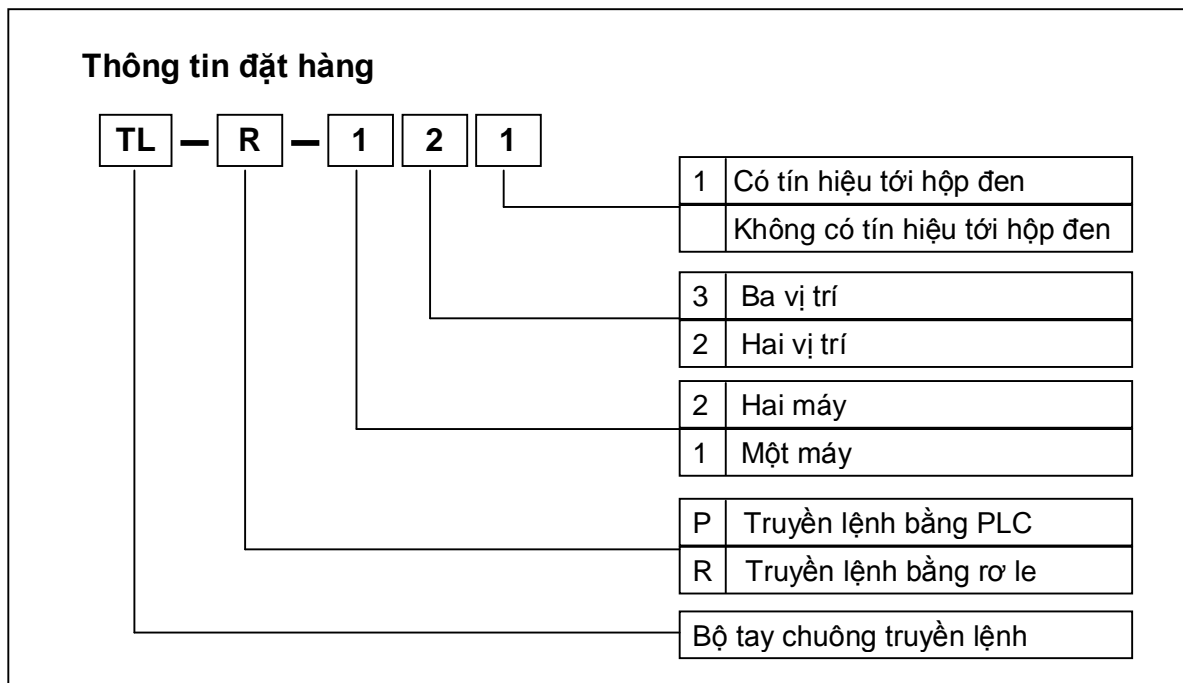 Thông tin đặt hàng
TL – R – 1 2 1
1 Có tín hiệu tới hộp đen
Không có tín hiệu tới hộp đen
3 Ba vị trí
2 Hai vị trí
2 Hai máy
1 Một máy
P Truyền lệnh bằng PLC
R Truyền lệnh bằng rơ le
Bộ tay chuông truyền lệnh